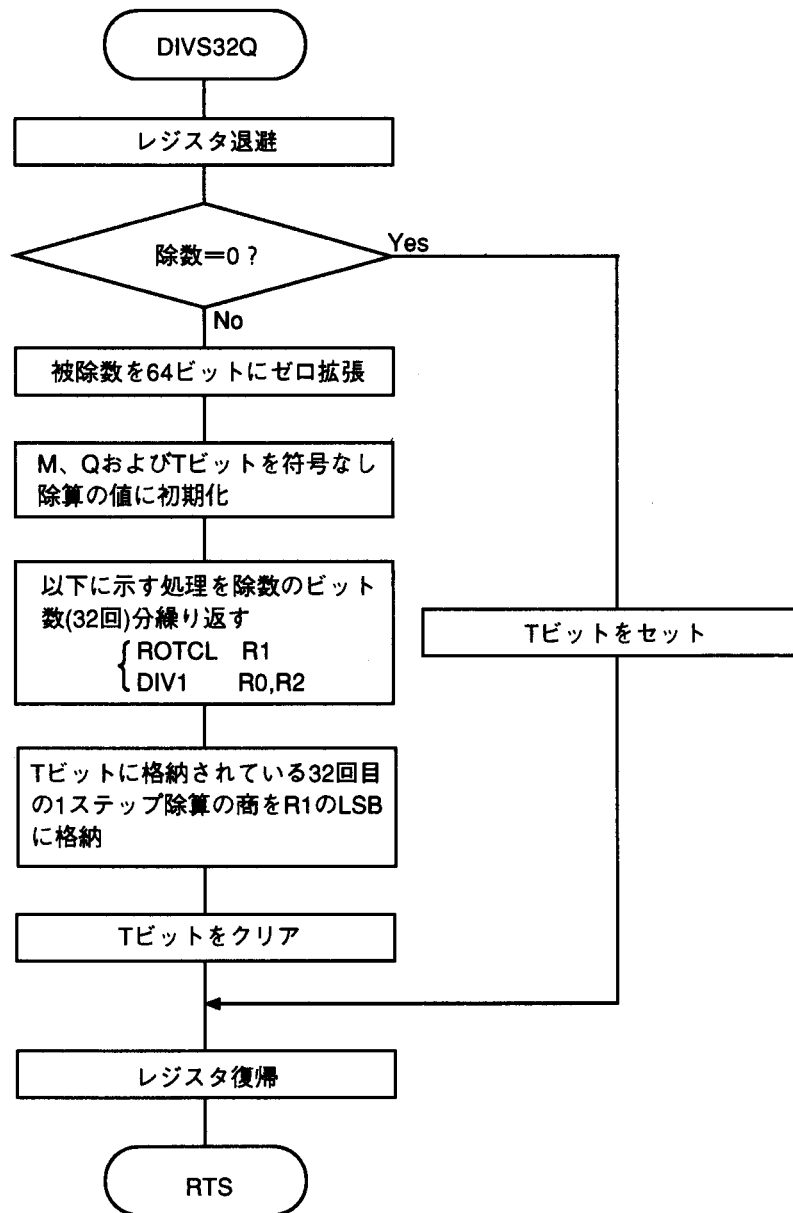 DIVS32Q
レジスタ退避
除数=0 ?
Yes
No
被除数を64ビットにゼロ拡張
M、QおよびTビットを符号なし
除算の値に初期化
以下に示す処理を除数のビット
数(32回)分繰り返す
ROTCL R1
DIV1 R0,R2
Tビットをセット
Tビットに格納されている32回目
の1ステップ除算の商をR1のLSB
に格納
Tビットをクリア
レジスタ復帰
RTS